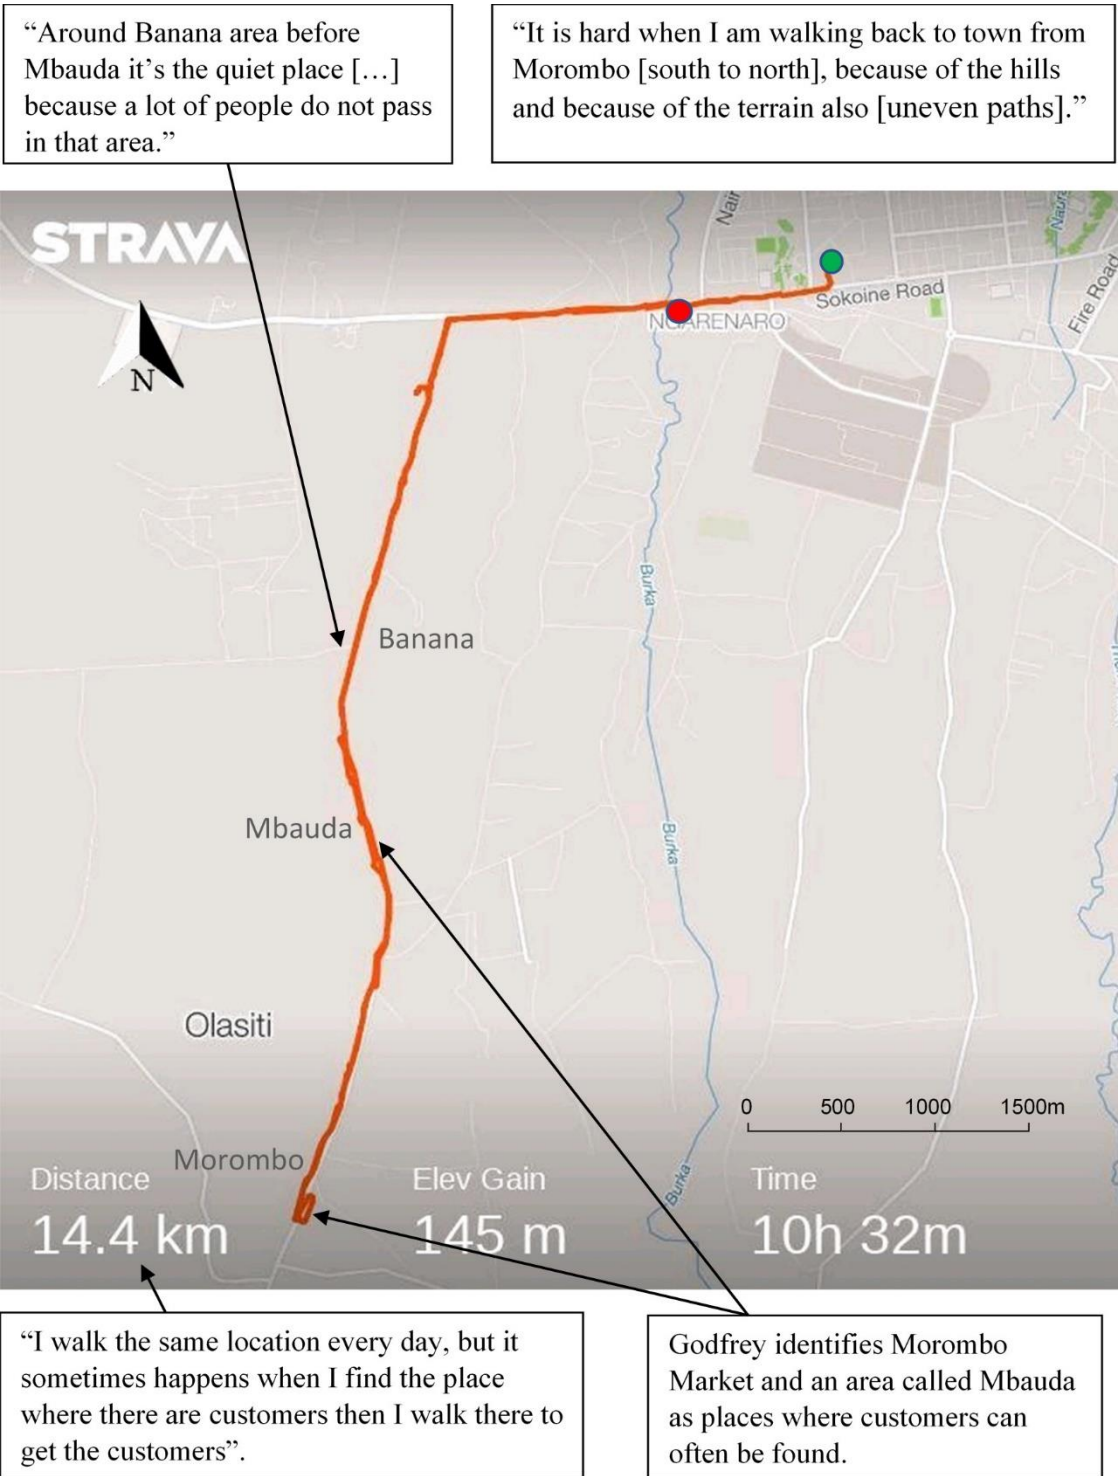 “Around Banana area before
Mbauda it’s the quiet place […]
because a lot of people do not pass
in that area.”
“It is hard when I am walking back to town from
Morombo [south to north], because of the hills
and because of the terrain also [uneven paths].”
STRAVA
N
Sokoine Road
NGARENARO
Fire Road
Burka
Banana
Mbauda
Burka
Olasiti
0 500 1000 1500m
Morombo
Burka
Distance
14.4 km
Elev Gain
145 m
Time
10h 32m
“I walk the same location every day, but it
sometimes happens when I find the place
where there are customers then I walk there to
get the customers”.
Godfrey identifies Morombo
Market and an area called Mbauda
as places where customers can
often be found.